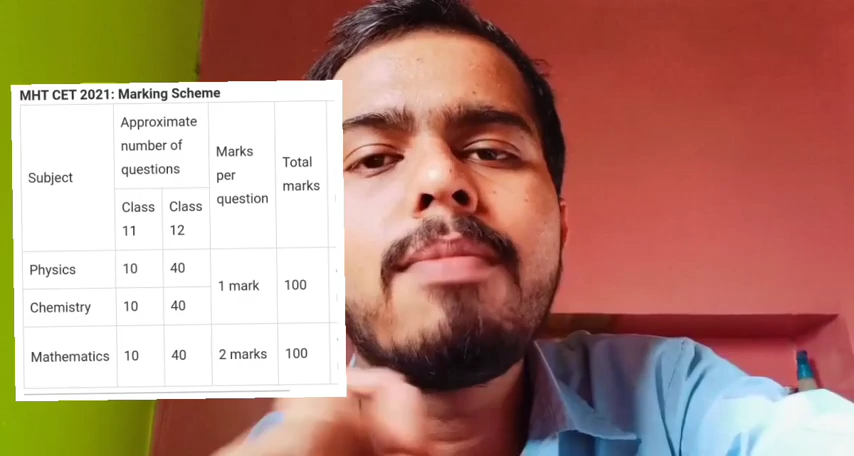 MHT CET 2021: Marking Scheme
Subject
Approximate
number of
questions
Marks
per
question
Total
marks
Class
11
Class
12
Physics 10 40
1 mark 100
Chemistry 10 40
Mathematics 10 40 2 marks 100